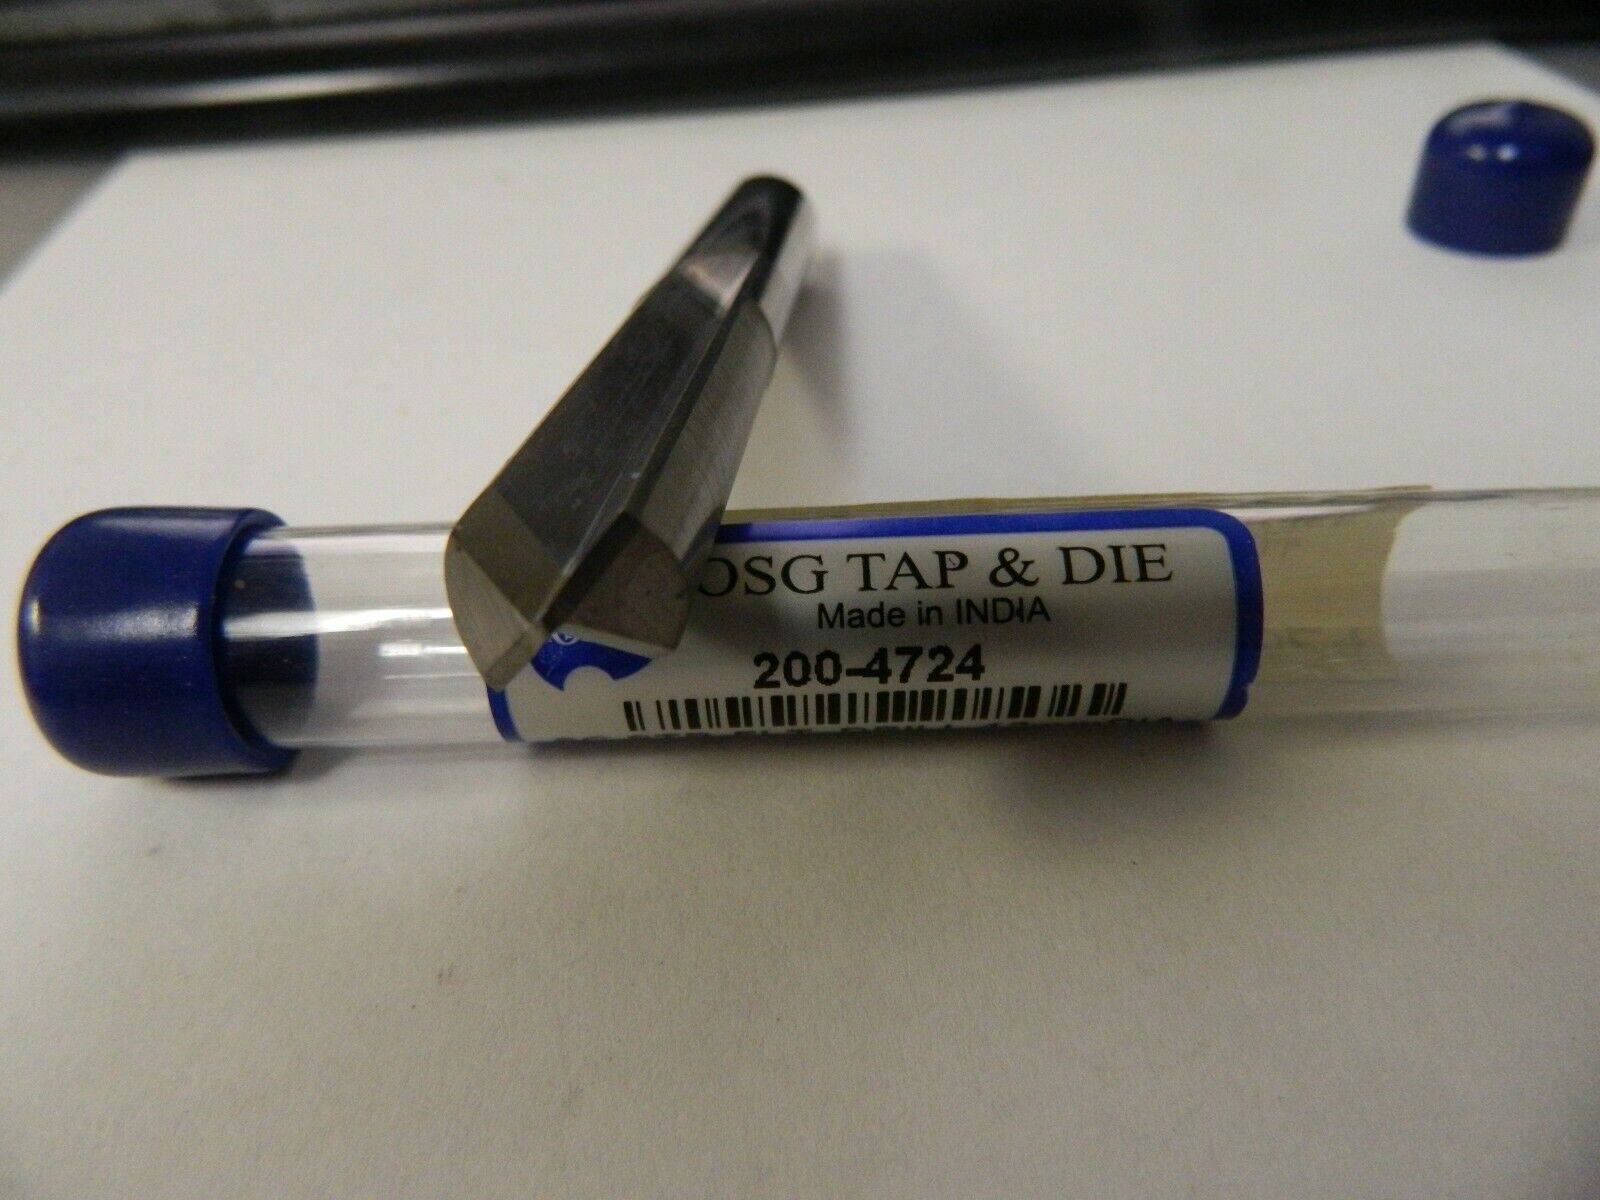 OSG TAP & DIE
Made in INDIA
200-4724